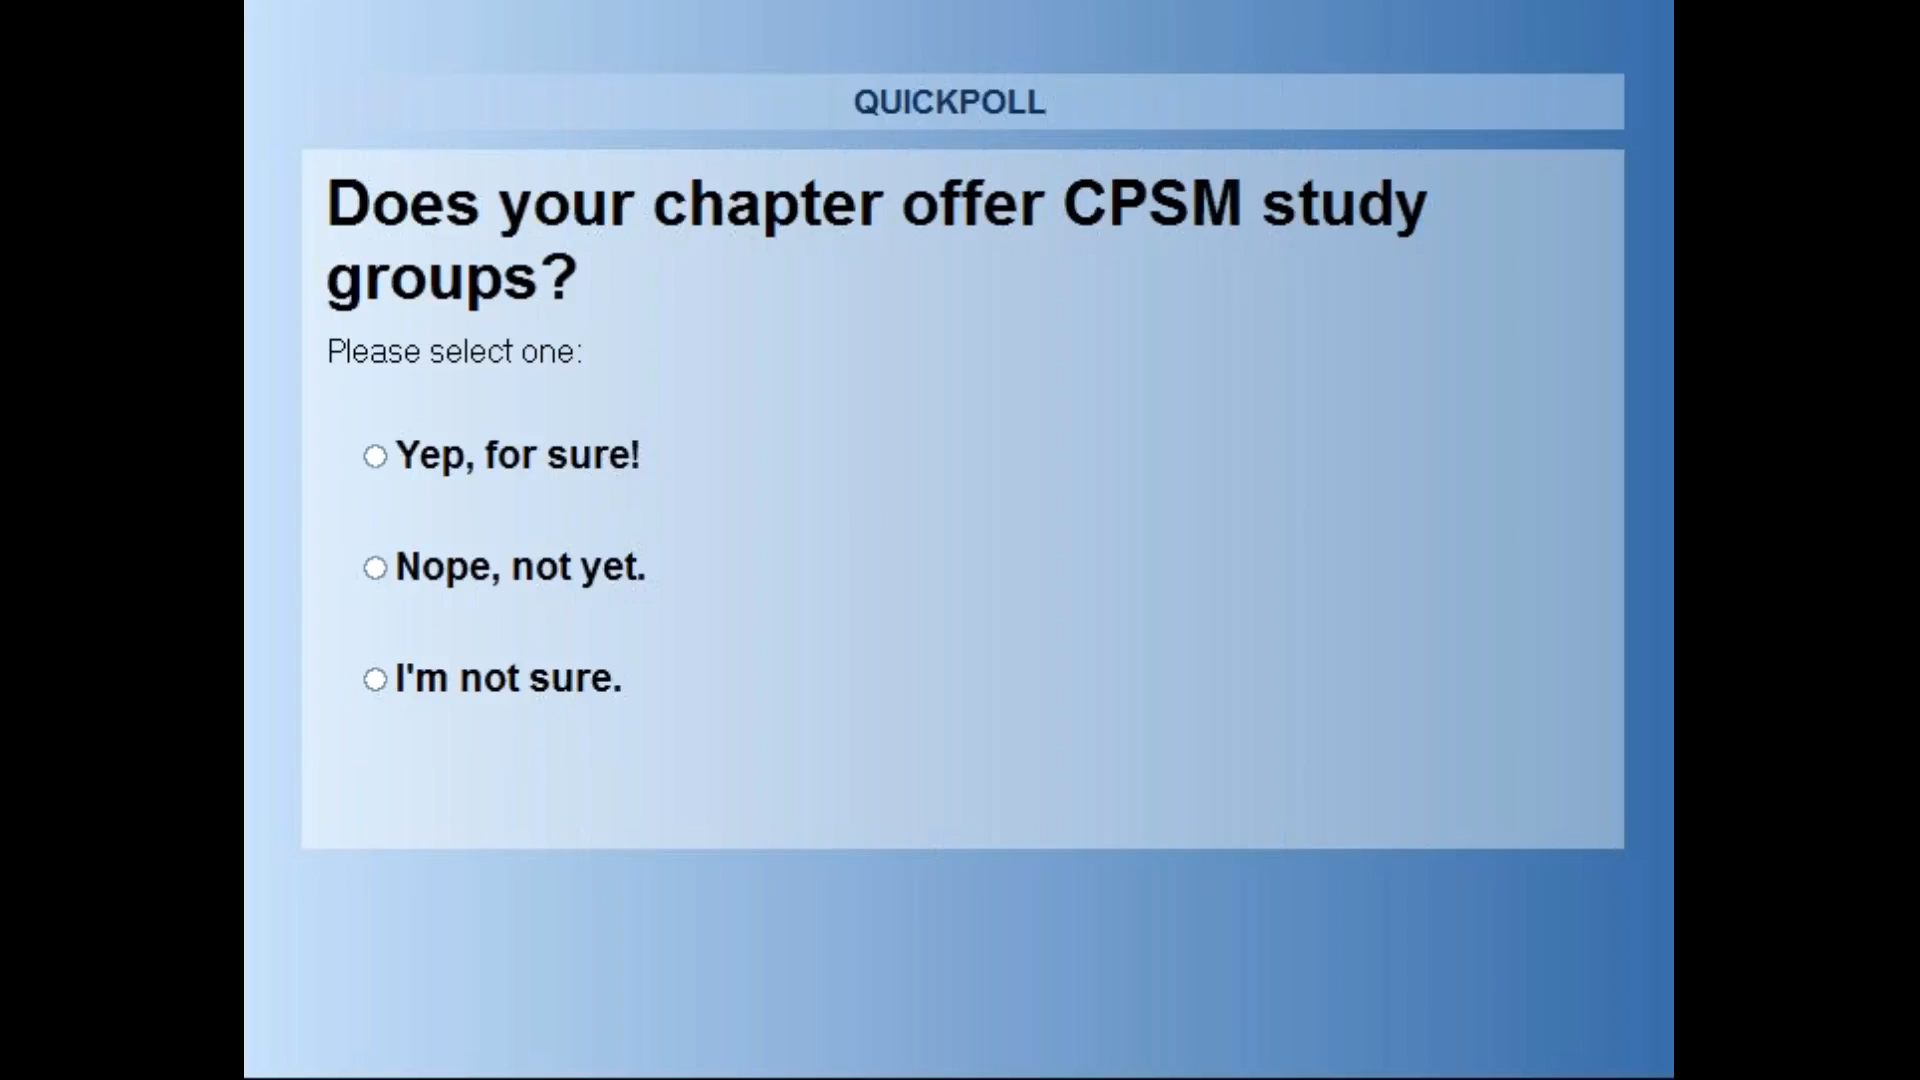 QUICKPOLL
Does your chapter offer CPSM study
groups?
Please select one:
Yep, for sure!
Nope, not yet.
I'm not sure.